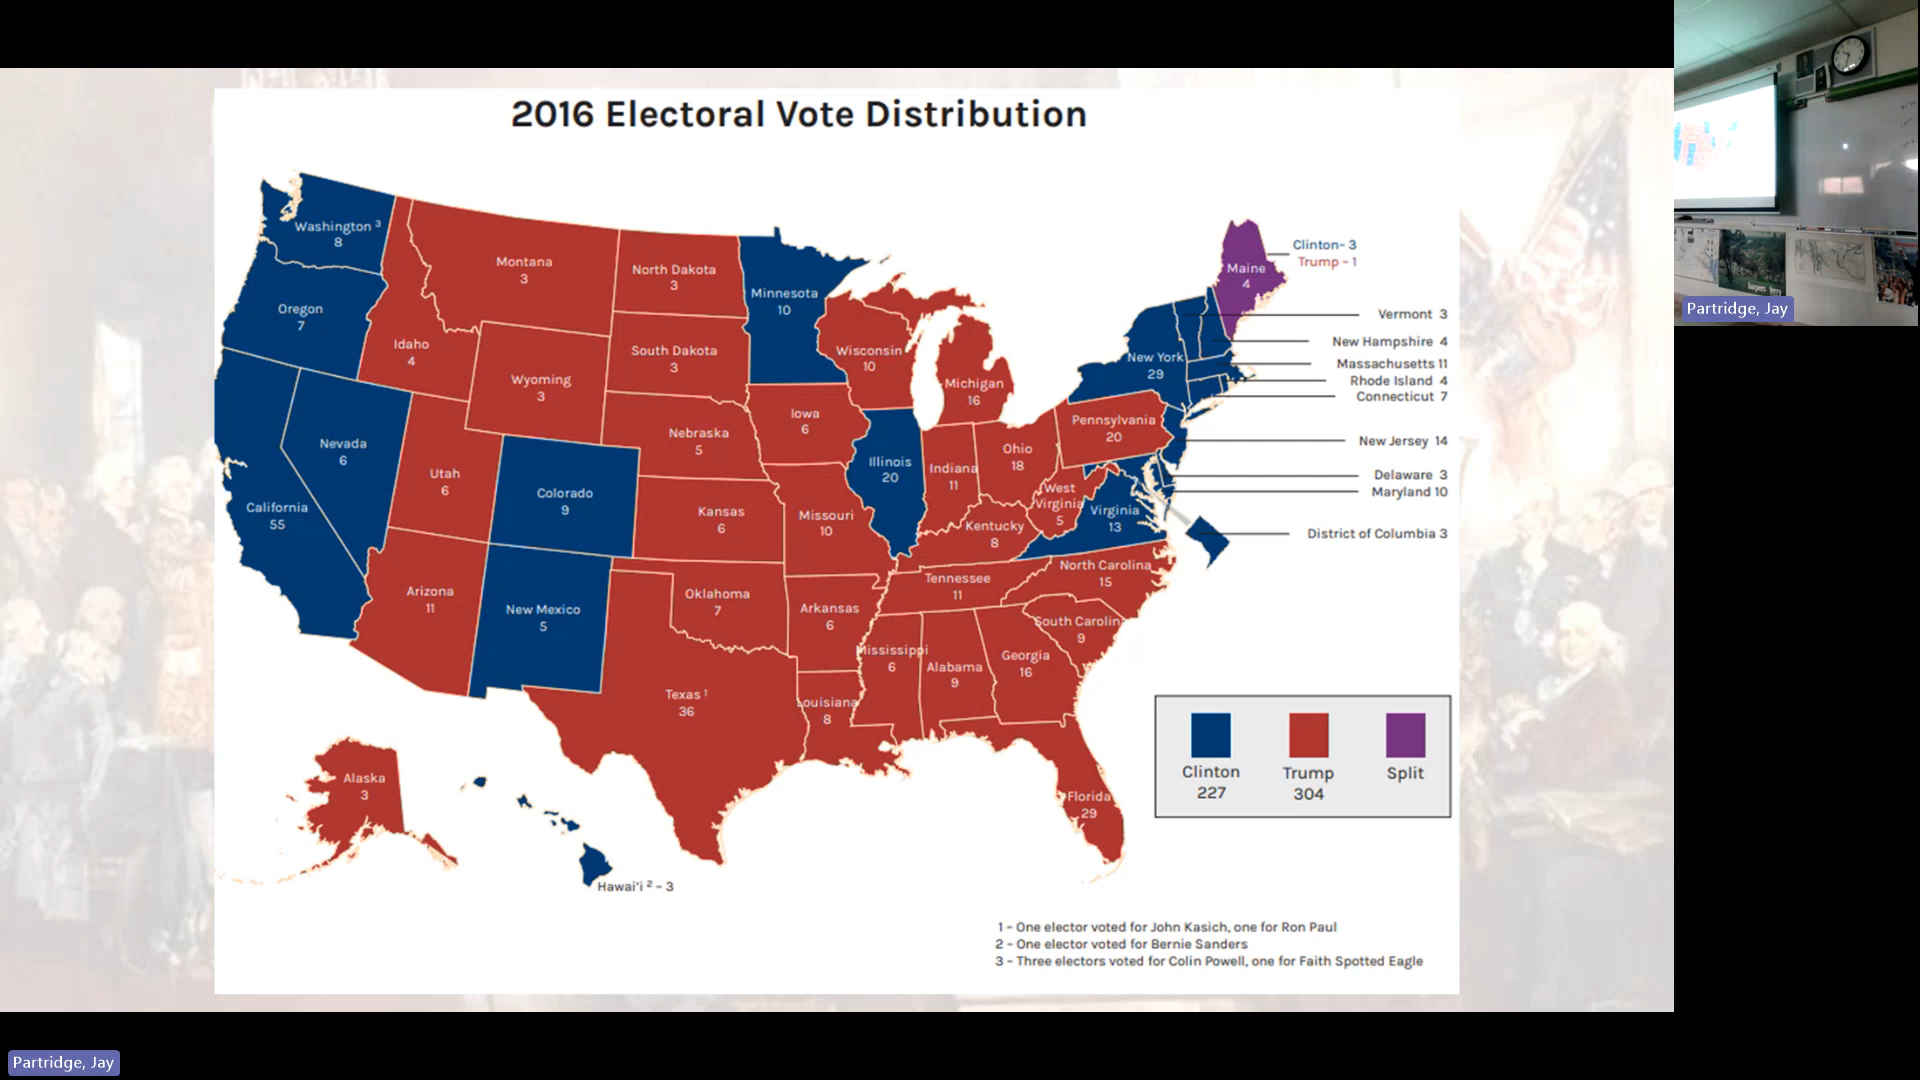 2016 Electoral Vote Distribution
Washington 3
8
Oregon
7
California
55
Nevada
6
Idaho
4
Montana
3
Wyoming
3
Utah
6
Colorado
9
Arizona
11
New Mexico
5
North Dakota
3
South Dakota
3
Nebraska
5
Kansas
6
Oklahoma
7
Texas 1
36
Minnesota
10
Iowa
6
Missouri
10
Arkansas
6
Louisiana
8
Wisconsin
10
Illinois
20
Michigan
16
Indiana
11
Ohio
18
Kentucky
8
Tennessee
11
Mississippi
6
Alabama
9
Georgia
16
Florida
29
South Carolin
9
North Carolina
15
Virginia
13
West
Virginia
5
Pennsylvania
20
New York
29
Maine
4
Clinton– 3
Trump – 1
Vermont 3
New Hampshire 4
Massachusetts 11
Rhode Island 4
Connecticut 7
New Jersey 14
Delaware 3
Maryland 10
District of Columbia 3
Alaska
3
Hawai'i 2 – 3
Clinton
227
Trump
304
Split
1 – One elector voted for John Kasich, one for Ron Paul
2 – One elector voted for Bernie Sanders
3 – Three electors voted for Colin Powell, one for Faith Spotted Eagle
Partridge, Jay
Partridge, Jay